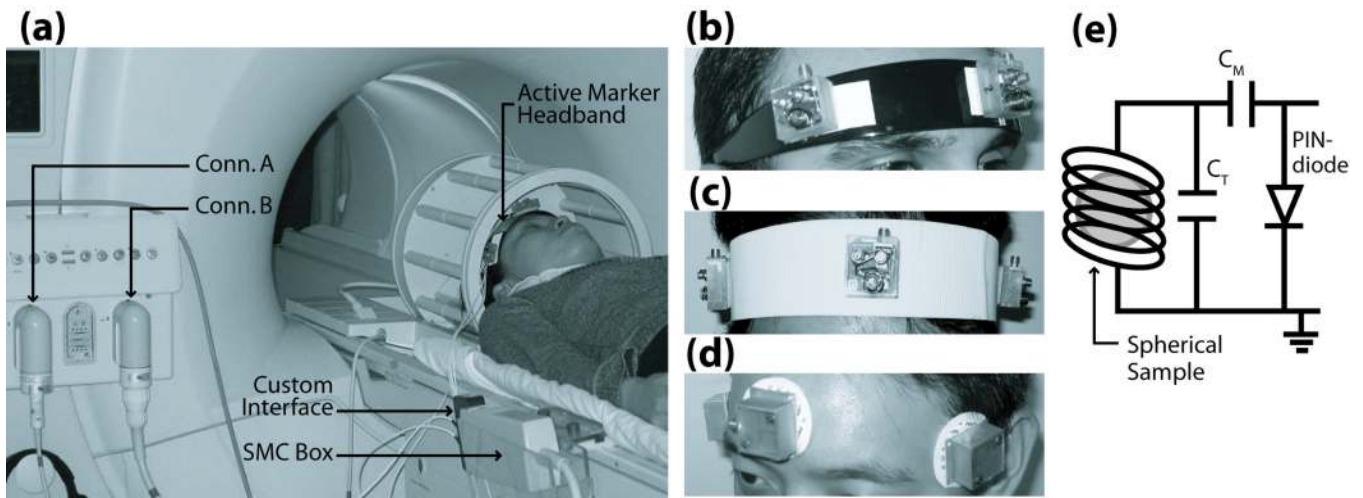 (a)
Active Marker
Headband
Conn. A
Conn. B
Custom
Interface
SMC Box
(b)
(c)
(d)
(e)
C_M
PIN-
diode
C_T
Spherical
Sample